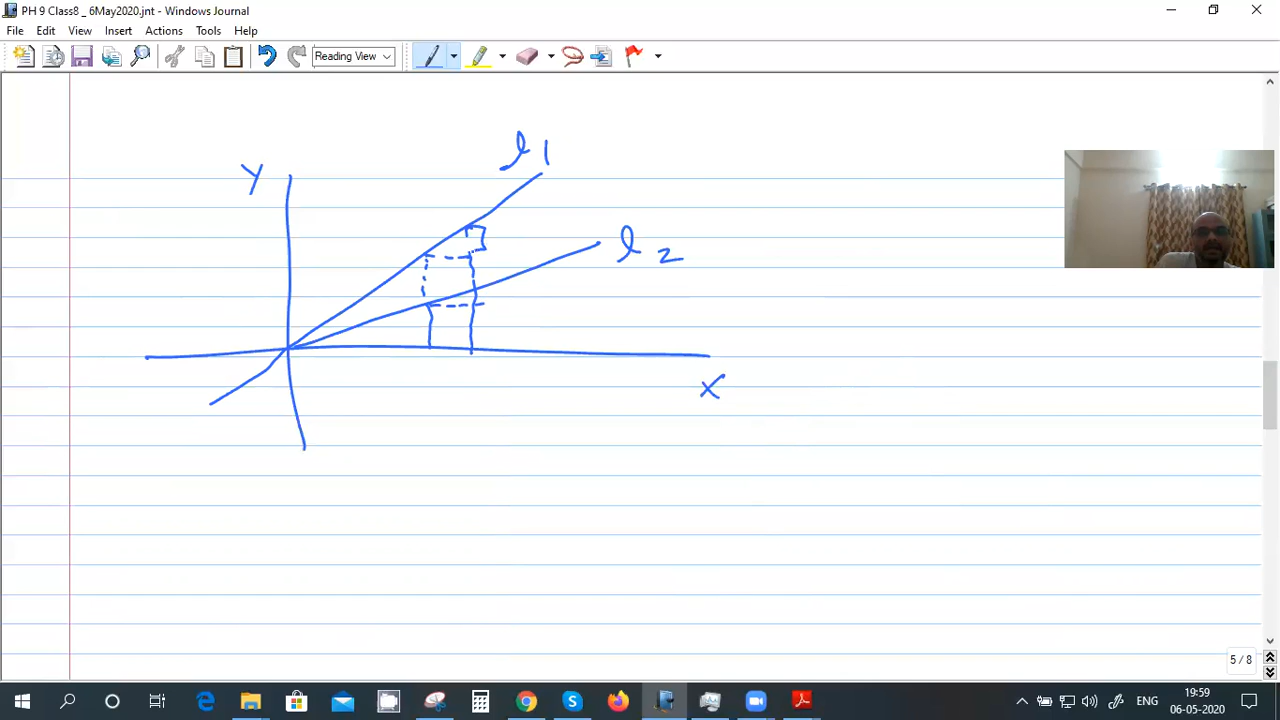 PH 9 Class8 _ 6May2020.jnt - Windows Journal
File Edit View Insert Actions Tools Help
Reading View
y
l1
l2
x
5 / 8
ENG
19:59
06-05-2020